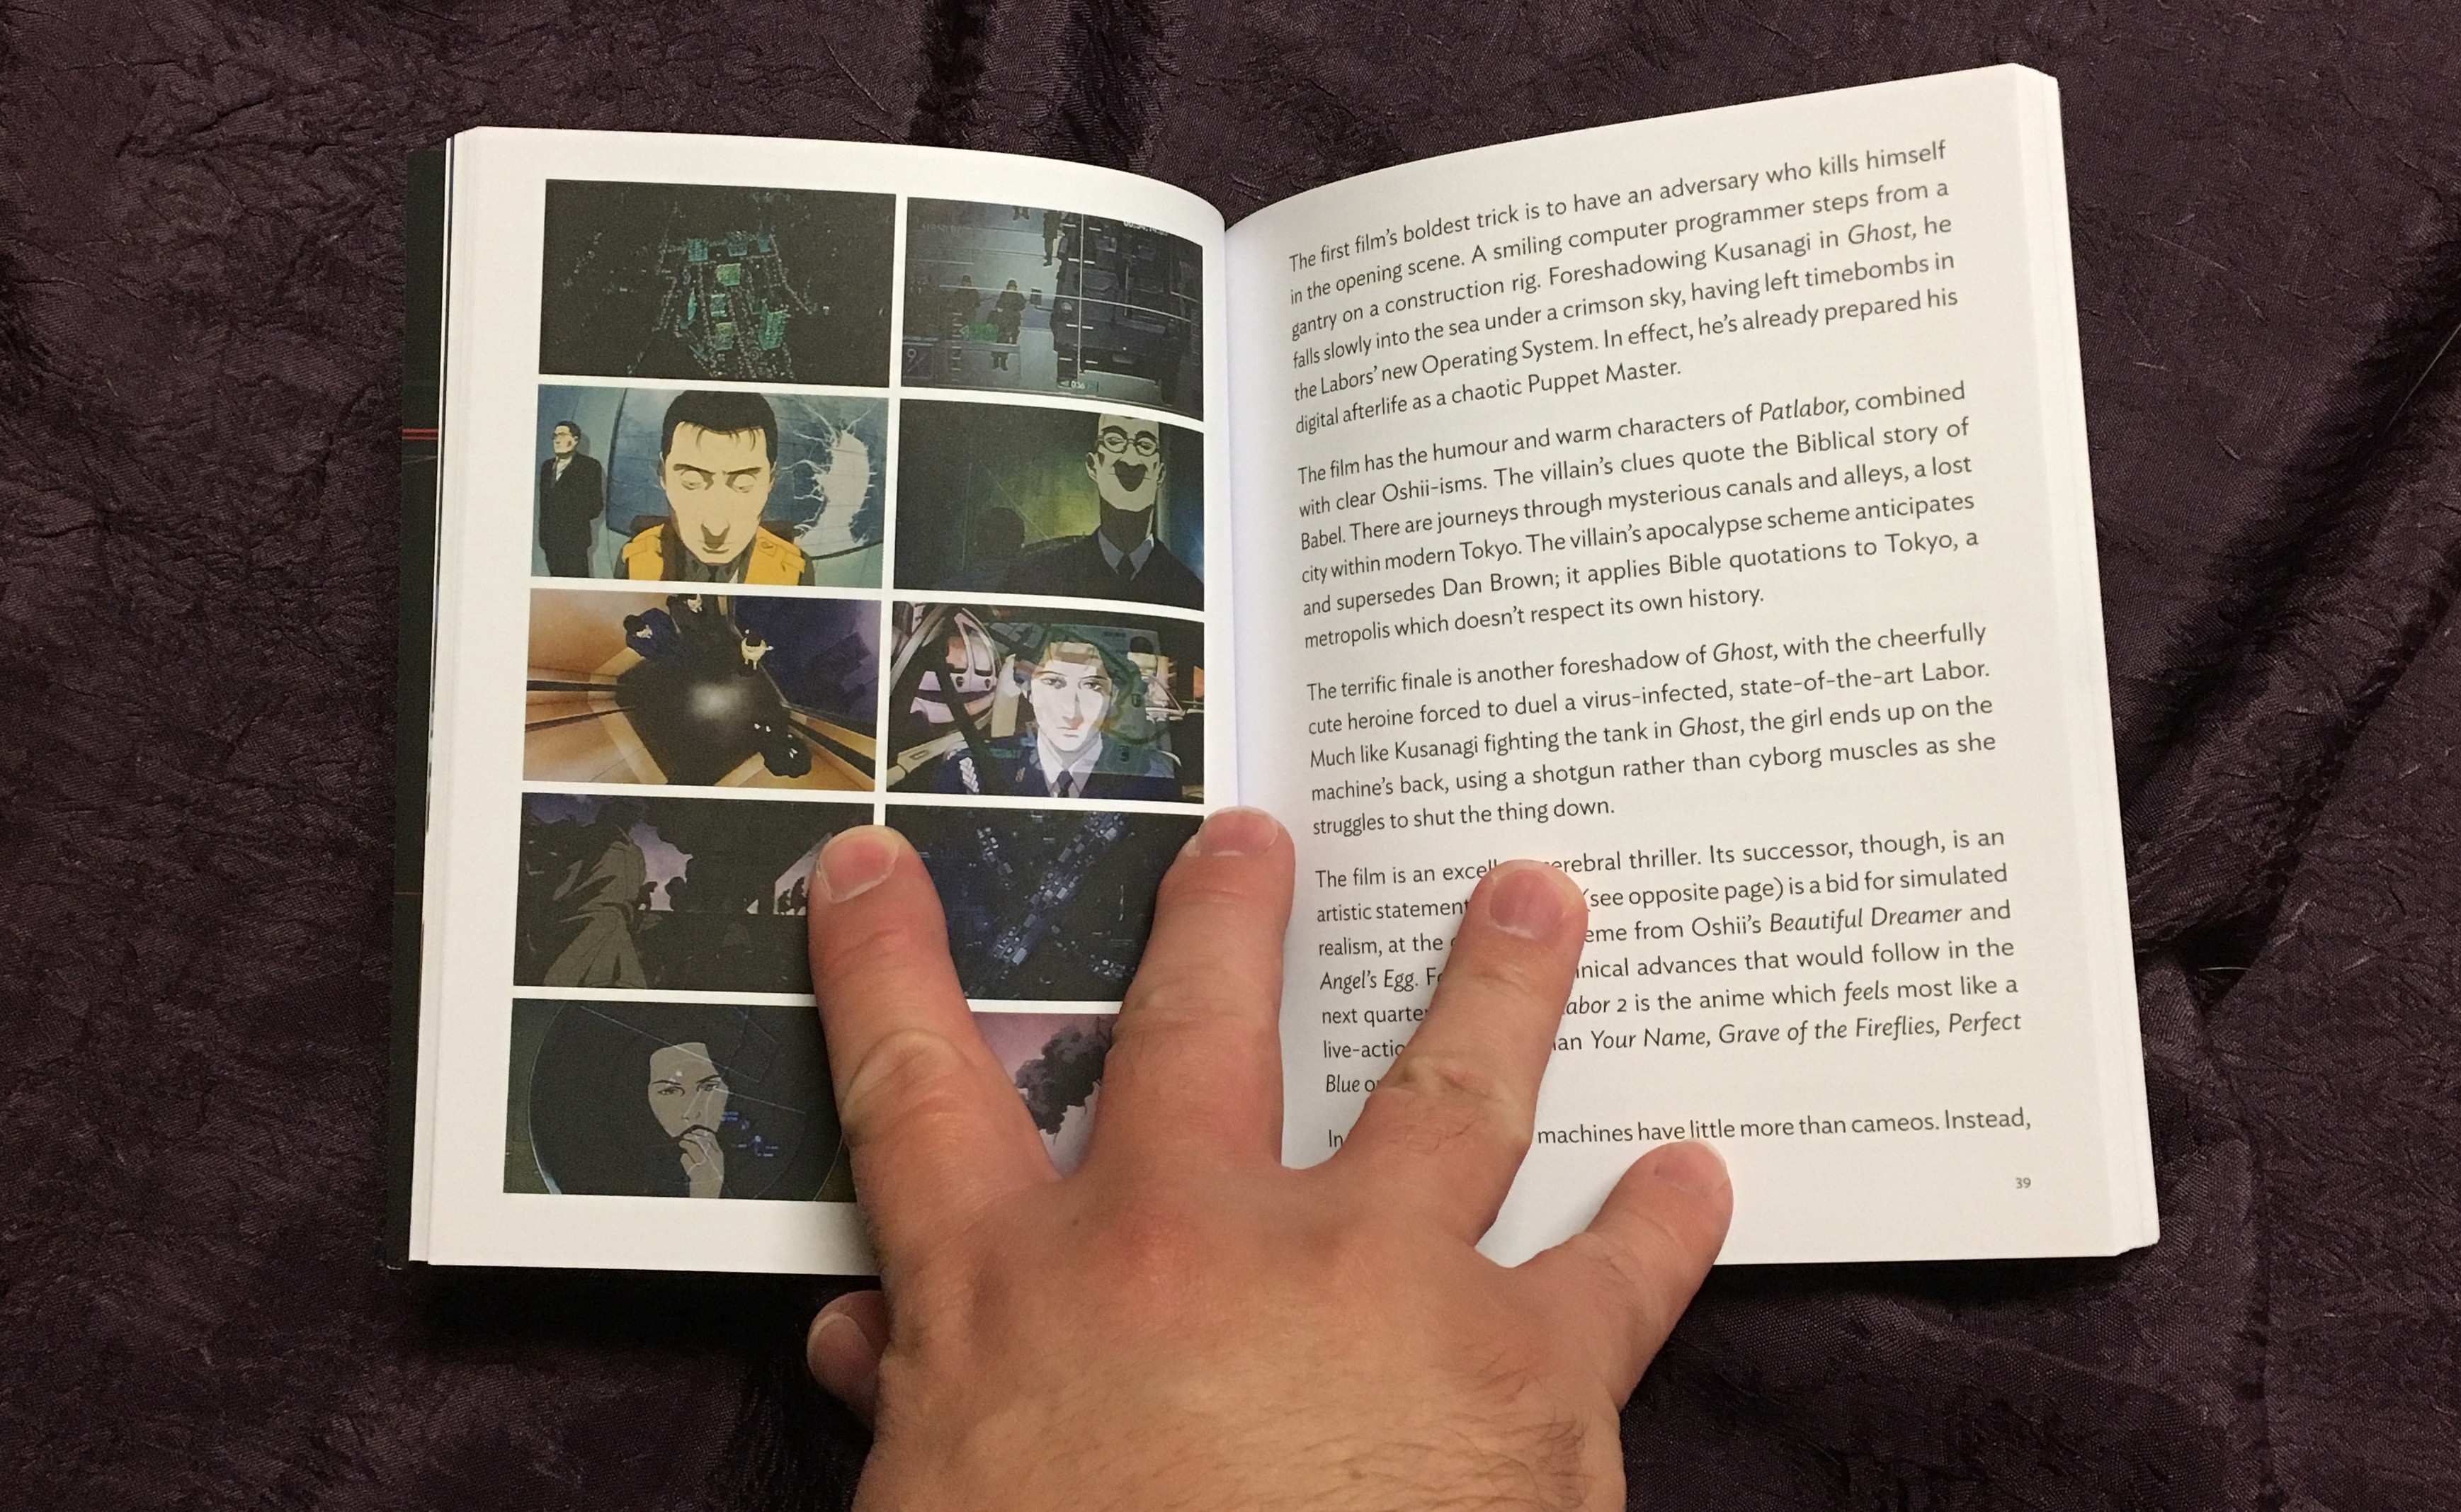 The first film's boldest trick is to have an adversary who kills himself
in the opening scene. A smiling computer programmer steps from a
gantry on a construction rig. Foreshadowing Kusanagi in Ghost, he
falls slowly into the sea under a crimson sky, having left timebombs in
the Labors' new Operating System. In effect, he's already prepared his
digital afterlife as a chaotic Puppet Master.
The film has the humour and warm characters of Patlabor, combined
with clear Oshii-isms. The villain's clues quote the Biblical story of
Babel. There are journeys through mysterious canals and alleys, a lost
city within modern Tokyo. The villain's apocalypse scheme anticipates
and supersedes Dan Brown; it applies Bible quotations to Tokyo, a
metropolis which doesn't respect its own history.
The terrific finale is another foreshadow of Ghost, with the cheerfully
cute heroine forced to duel a virus-infected, state-of-the-art Labor.
Much like Kusanagi fighting the tank in Ghost, the girl ends up on the
machine's back, using a shotgun rather than cyborg muscles as she
struggles to shut the thing down.
The film is an thriller. Its successor, though, is an
artistic statement (see opposite page) is a bid for simulated
realism, at the from Oshii's Beautiful Dreamer and
Angel's Egg. advances that would follow in the
next 2 is the anime which feels most like a
Your Name, Grave of the Fireflies, Perfect
Blue
In machines have little more than cameos. Instead,
39